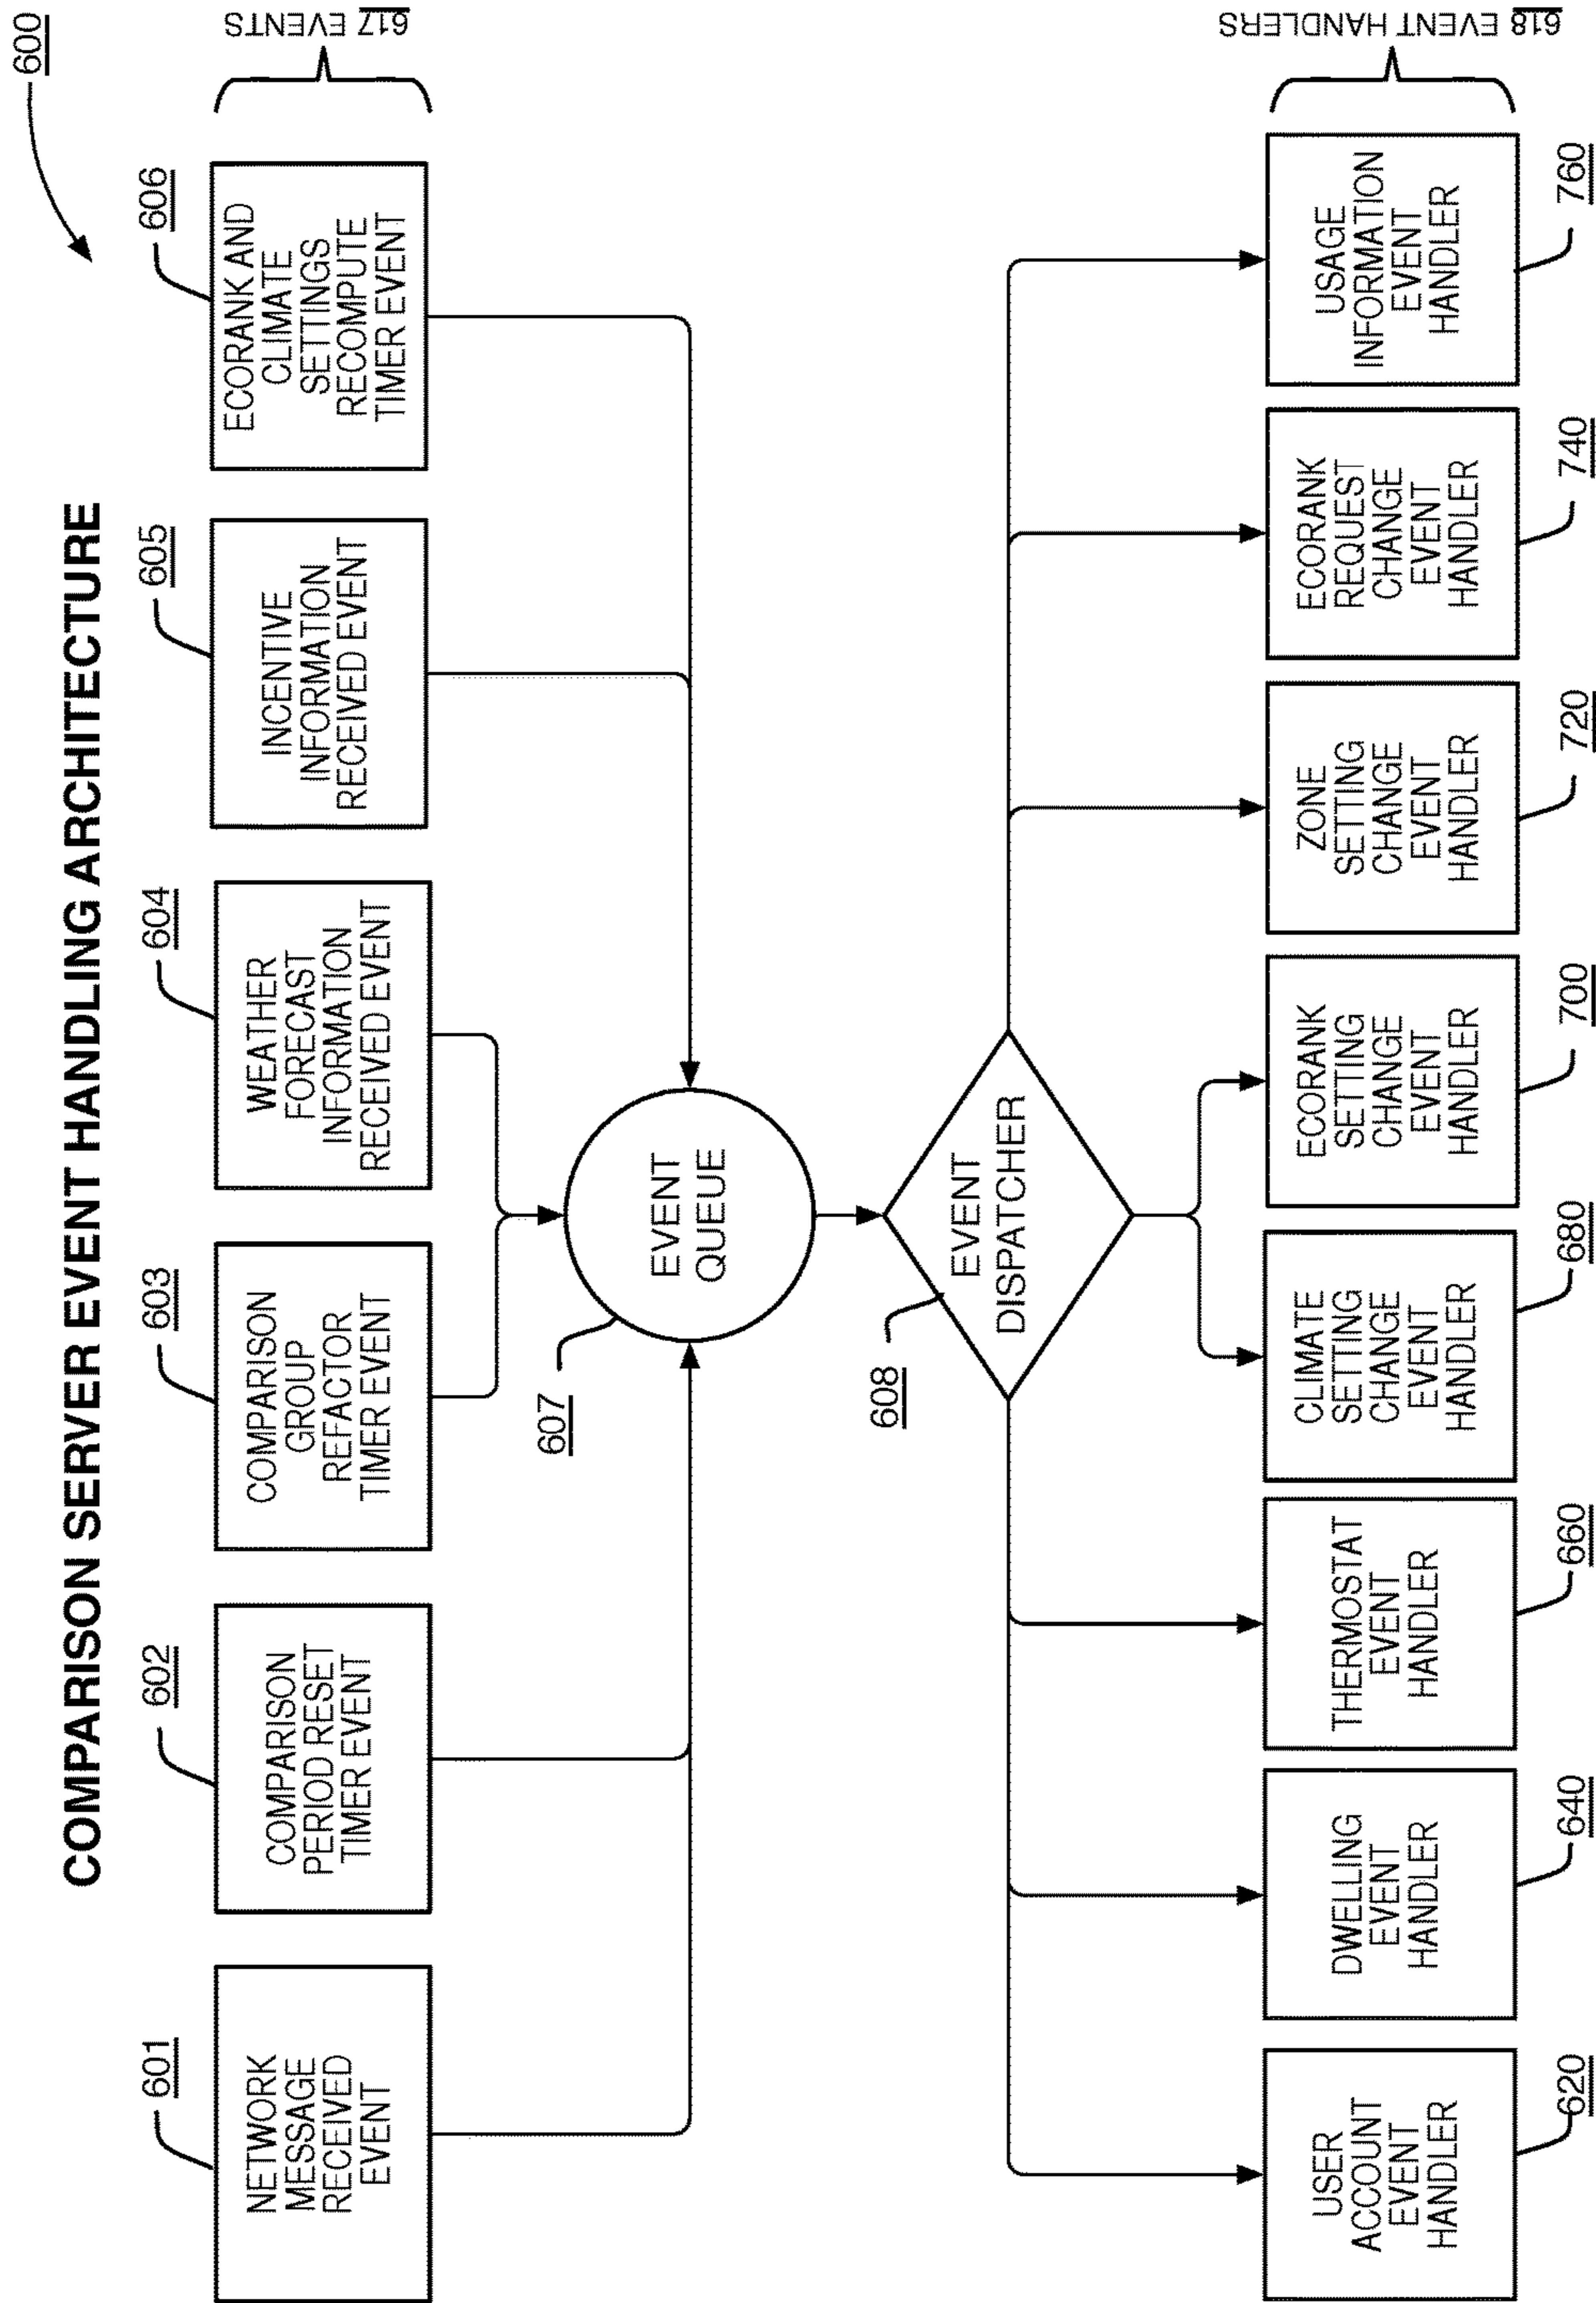 COMPARISON SERVER EVENT HANDLING ARCHITECTURE
600
601
NETWORK
MESSAGE
RECEIVED
EVENT
602
COMPARISON
PERIOD RESET
TIMER EVENT
603
COMPARISON
GROUP
REFACTOR
TIMER EVENT
604
WEATHER
FORECAST
INFORMATION
RECEIVED EVENT
605
INCENTIVE
INFORMATION
RECEIVED EVENT
606
ECORANK AND
CLIMATE
SETTINGS
RECOMPUTE
TIMER EVENT
617 EVENTS
607
EVENT
QUEUE
608
EVENT
DISPATCHER
USER
ACCOUNT
EVENT
HANDLER
620
DWELLING
EVENT
HANDLER
640
THERMOSTAT
EVENT
HANDLER
660
CLIMATE
SETTING
CHANGE
EVENT
HANDLER
680
ECORANK
SETTING
CHANGE
EVENT
HANDLER
700
ZONE
SETTING
CHANGE
EVENT
HANDLER
720
ECORANK
REQUEST
CHANGE
EVENT
HANDLER
740
USAGE
INFORMATION
EVENT
HANDLER
760
618 EVENT HANDLERS